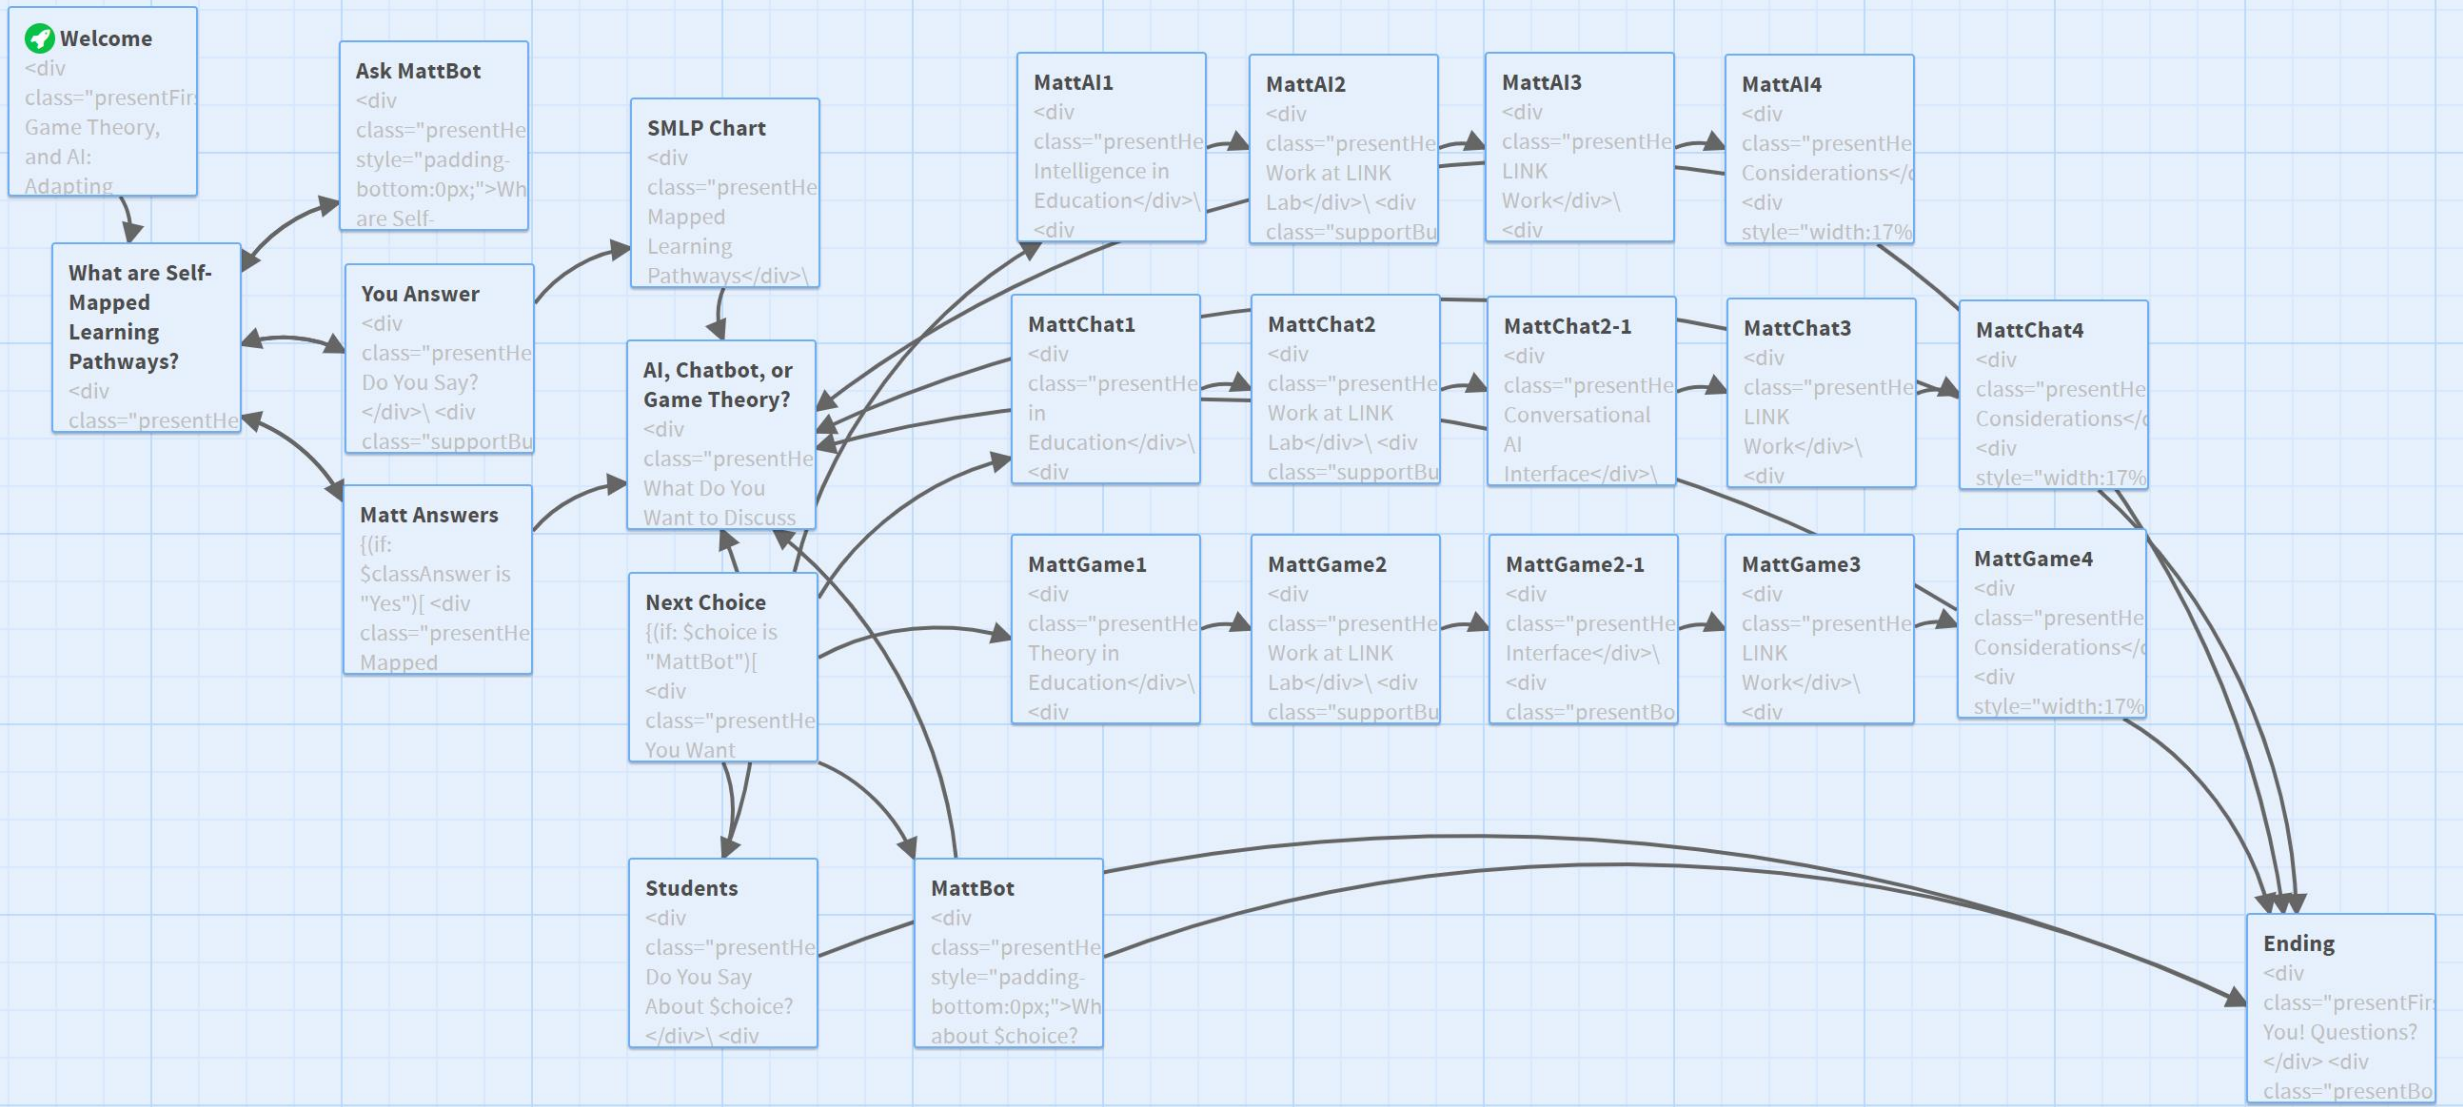 Welcome
<div
class="presentFir
Game Theory,
and AI:
Adapting
What are Self-
Mapped
Learning
Pathways?
<div
class="presentHe
Ask MattBot
<div
class="presentHe
style="padding-
bottom:0px;">Wh
are Self-
You Answer
<div
class="presentHe
Do You Say?
</div>\ <div
class="supportBu
Matt Answers
{(if:
$classAnswer is
"Yes")[ <div
class="presentHe
Mapped
SMLP Chart
<div
class="presentHe
Mapped
Learning
Pathways</div>\
AI, Chatbot, or
Game Theory?
<div
class="presentHe
What Do You
Want to Discuss
Next Choice
{(if: $choice is
"MattBot")[
<div
class="presentHe
You Want
Students
<div
class="presentHe
Do You Say
About $choice?
</div>\ <div
MattBot
<div
class="presentHe
style="padding-
bottom:0px;">Wh
about $choice?
MattAI1
<div
class="presentHe
Intelligence in
Education</div>\
<div
MattAI2
<div
class="presentHe
Work at LINK
Lab</div>\ <div
class="supportBu
MattAI3
<div
class="presentHe
LINK
Work</div>\
<div
MattAI4
<div
class="presentHe
Considerations</d
<div
style="width:17%
MattChat1
<div
class="presentHe
in
Education</div>\
<div
MattChat2
<div
class="presentHe
Work at LINK
Lab</div>\ <div
class="supportBu
MattChat2-1
<div
class="presentHe
Conversational
AI
Interface</div>\
MattChat3
<div
class="presentHe
LINK
Work</div>\
<div
MattChat4
<div
class="presentHe
Considerations</d
<div
style="width:17%
MattGame1
<div
class="presentHe
Theory in
Education</div>\
<div
MattGame2
<div
class="presentHe
Work at LINK
Lab</div>\ <div
class="supportBu
MattGame2-1
<div
class="presentHe
Interface</div>\
<div
class="presentBo
MattGame3
<div
class="presentHe
LINK
Work</div>\
<div
MattGame4
<div
class="presentHe
Considerations</d
<div
style="width:17%
Ending
<div
class="presentFir
You! Questions?
</div> <div
class="presentBo